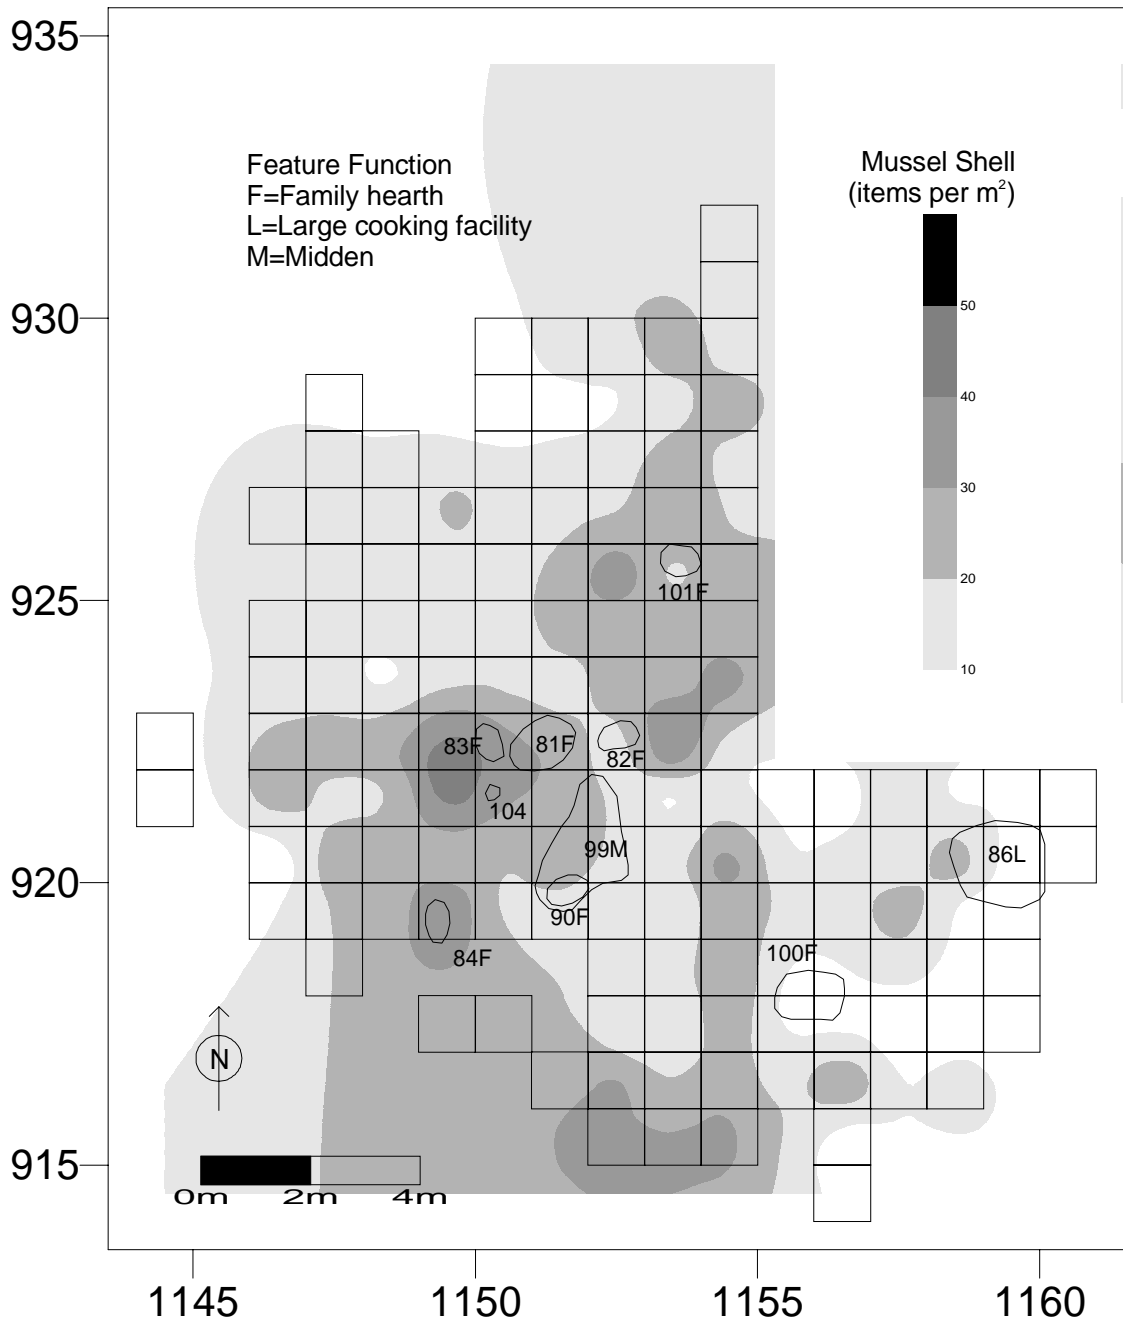 935
Feature Function
F=Family hearth
L=Large cooking facility
M=Midden
Mussel Shell
(items per m²)
50
40
30
20
10
930
925
101F
83F
81F
82F
104
99M
86L
920
90F
84F
100F
N
915
0m 2m 4m
1145 1150 1155 1160